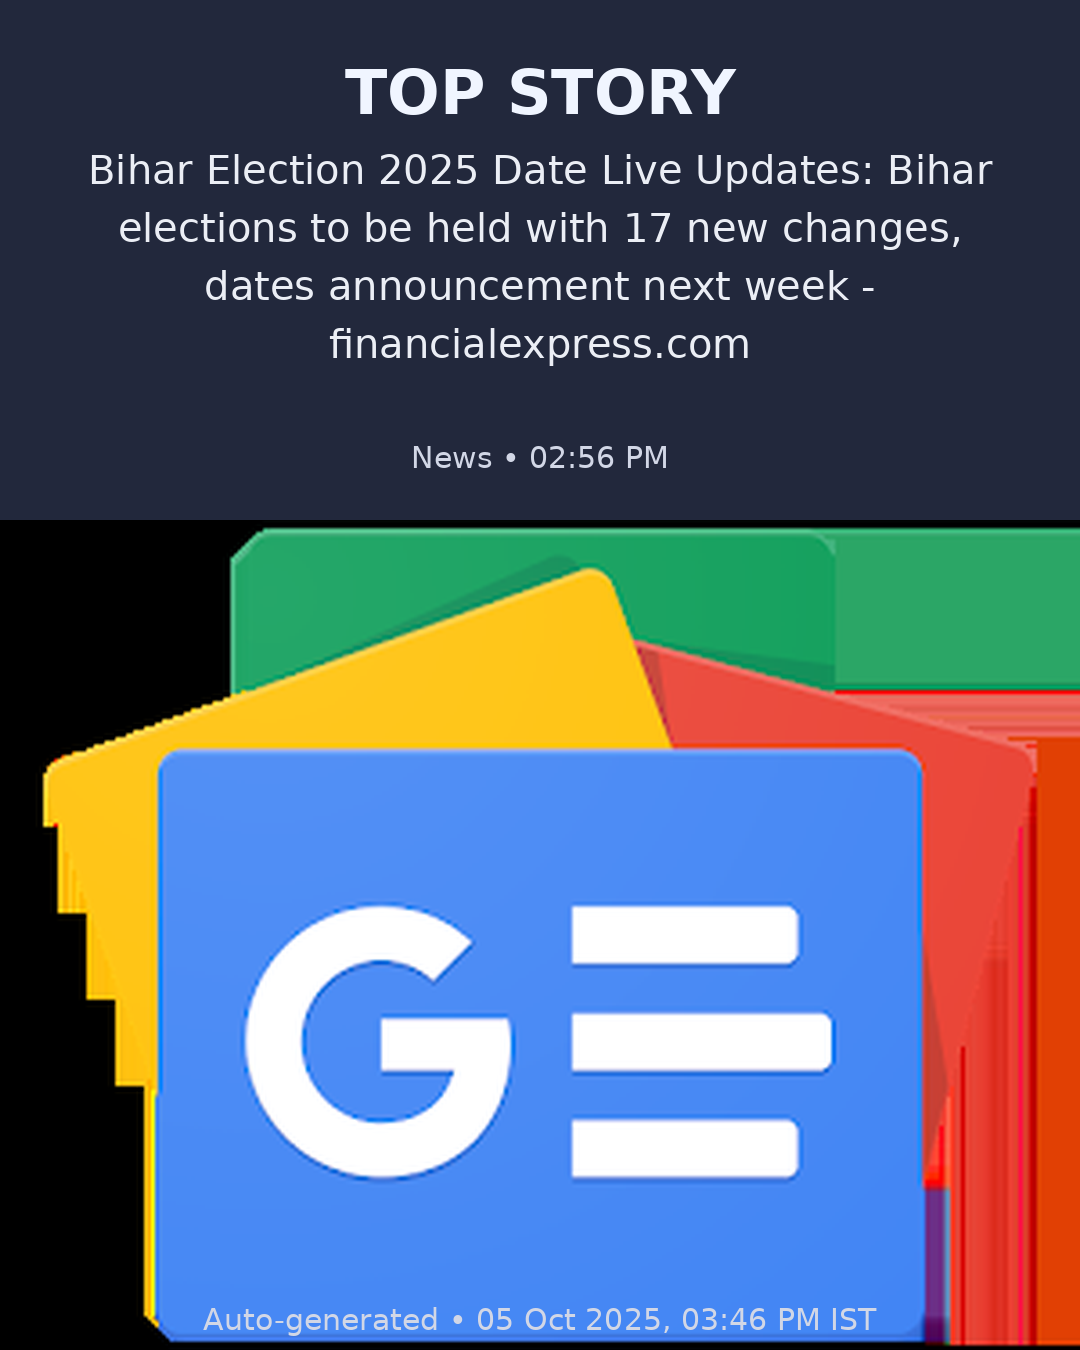 TOP STORY
Bihar Election 2025 Date Live Updates: Bihar
elections to be held with 17 new changes,
dates announcement next week -
financialexpress.com
News • 02:56 PM
G
Auto-generated • 05 Oct 2025, 03:46 PM IST